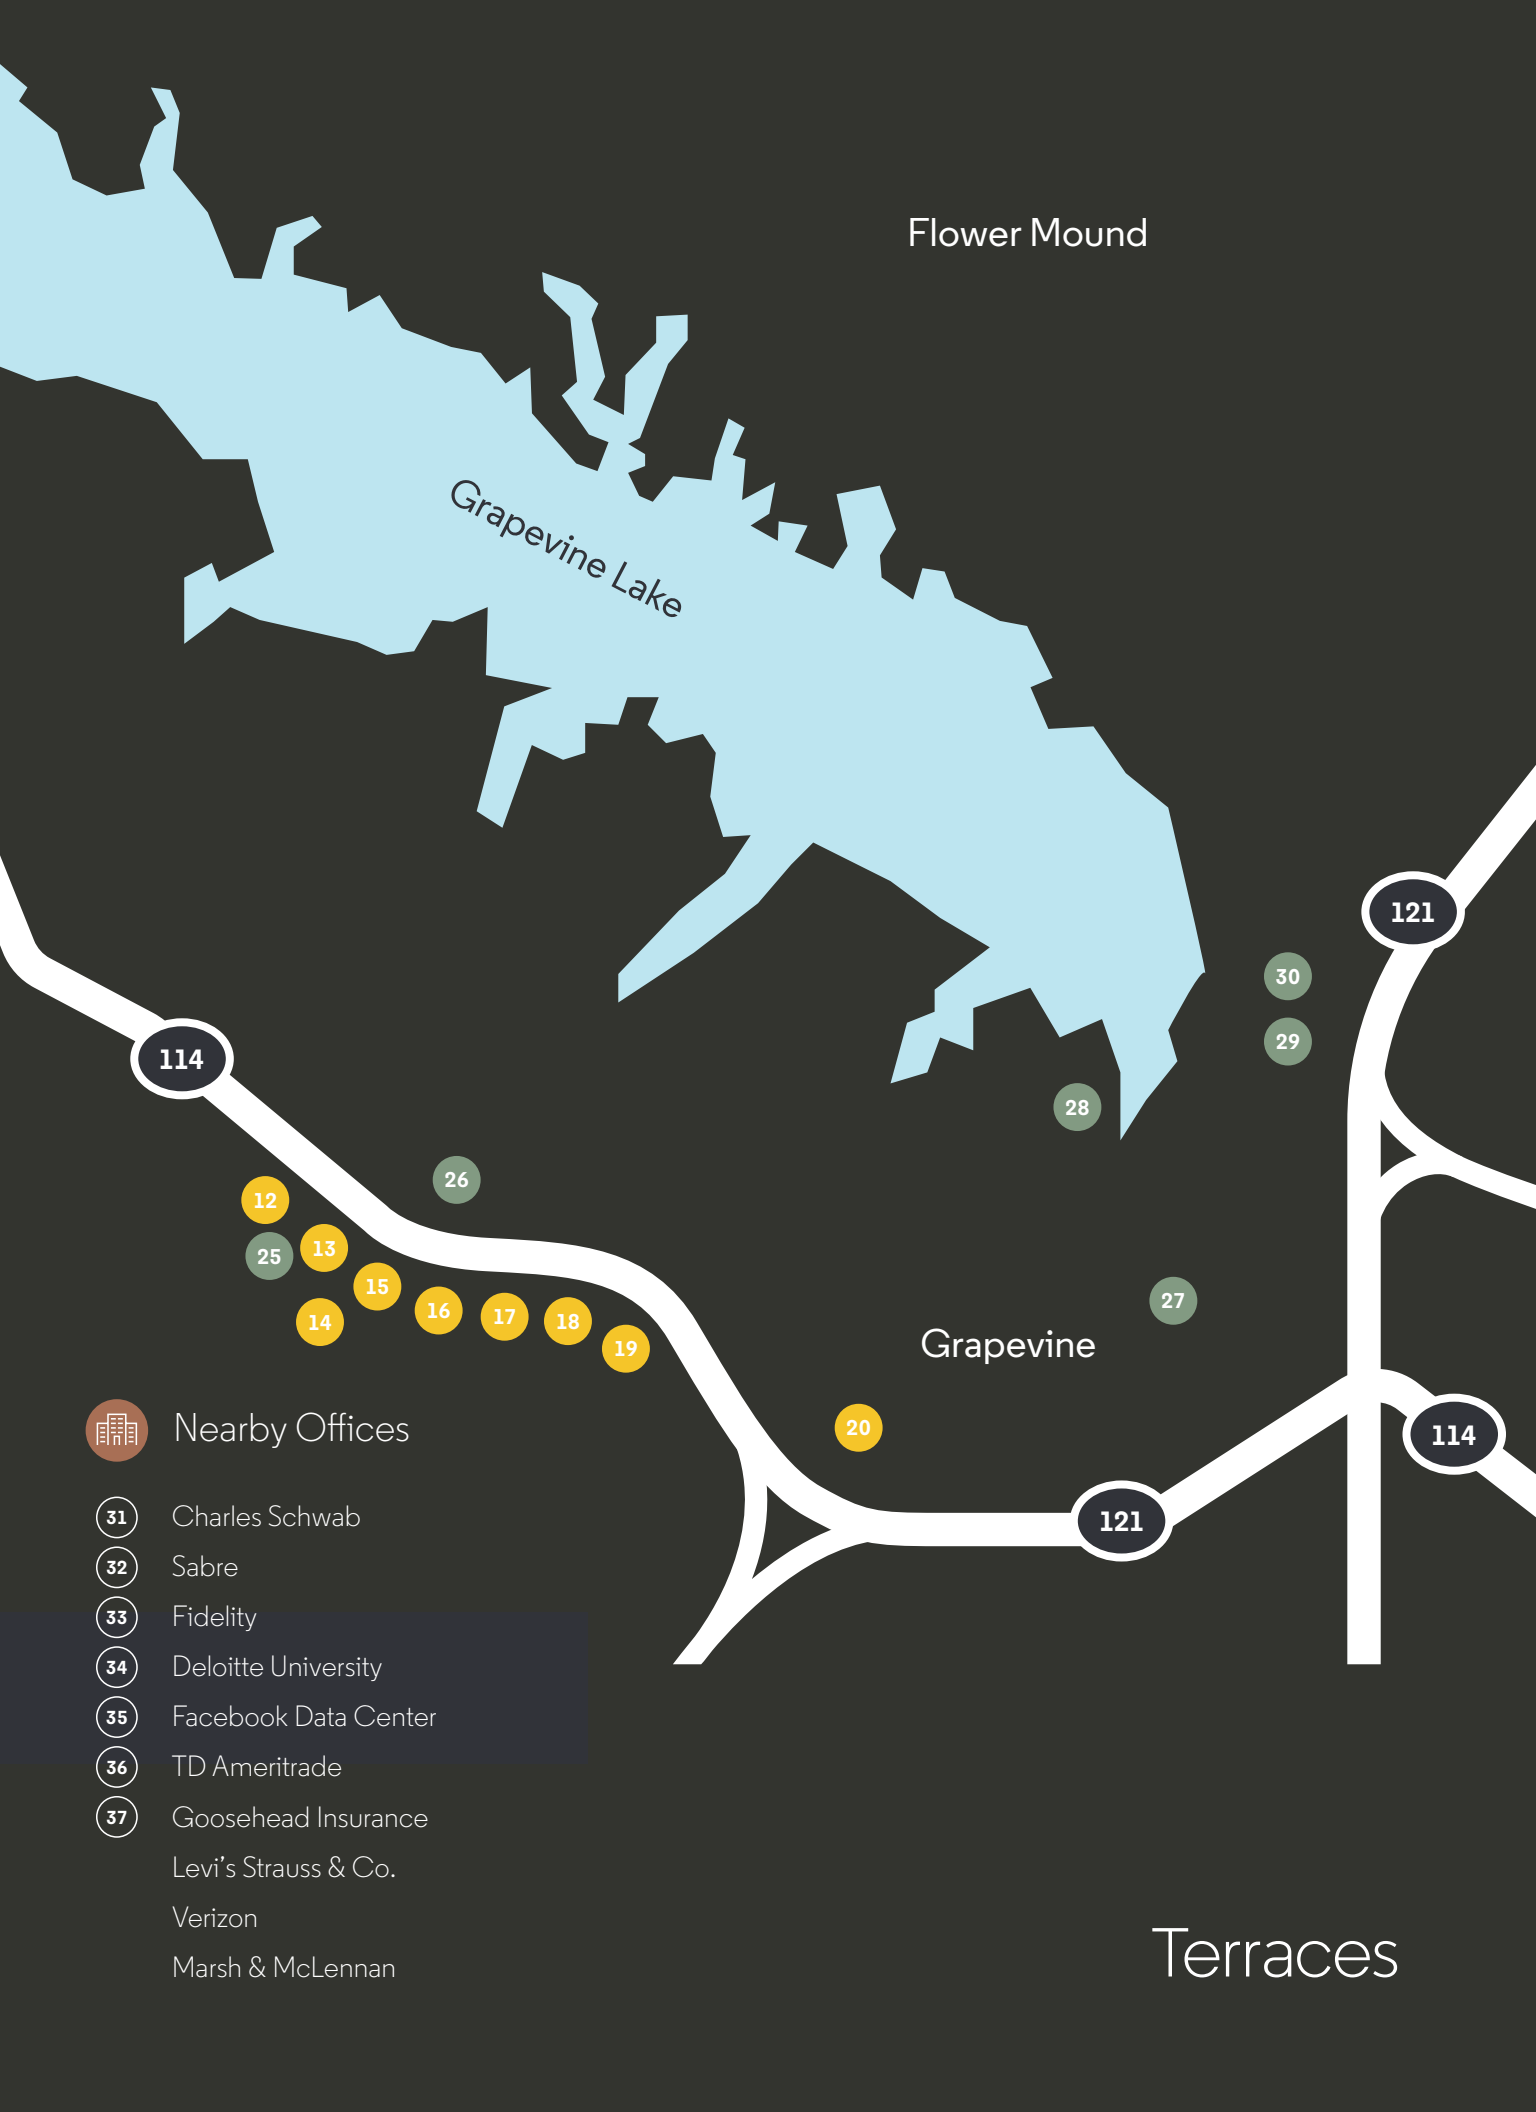 Flower Mound
Grapevine Lake
121
30
29
114
28
26
12
25
13
15
14
16
17
18
19
27
Grapevine
20
114
121
Nearby Offices
31 Charles Schwab
32 Sabre
33 Fidelity
34 Deloitte University
35 Facebook Data Center
36 TD Ameritrade
37 Goosehead Insurance
Levi's Strauss & Co.
Verizon
Marsh & McLennan
Terraces